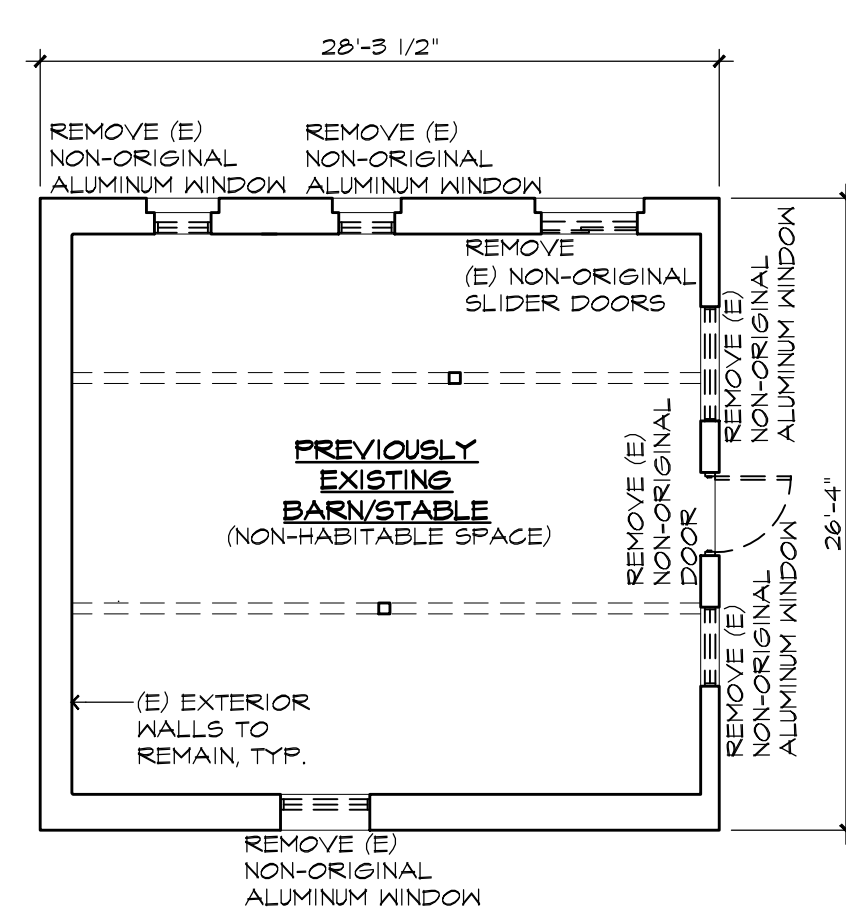 28'-3 1/2"
REMOVE (E)
NON-ORIGINAL
ALUMINUM WINDOW
REMOVE (E)
NON-ORIGINAL
ALUMINUM WINDOW
REMOVE
(E) NON-ORIGINAL
SLIDER DOORS
REMOVE (E)
NON-ORIGINAL
ALUMINUM WINDOW
PREVIOUSLY
EXISTING
BARN/STABLE
(NON-HABITABLE SPACE)
REMOVE (E)
NON-ORIGINAL
DOOR
26'-4"
REMOVE (E)
NON-ORIGINAL
ALUMINUM WINDOW
(E) EXTERIOR
WALLS TO
REMAIN, TYP.
REMOVE (E)
NON-ORIGINAL
ALUMINUM WINDOW